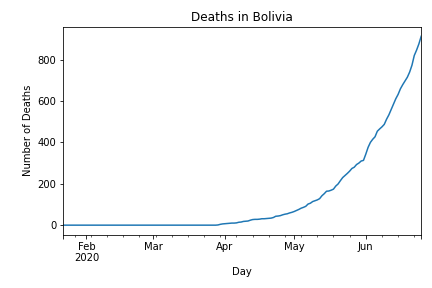 Deaths in Bolivia
Number of Deaths
800
600
400
200
0
Feb
2020
Mar
Apr
May
Jun
Day